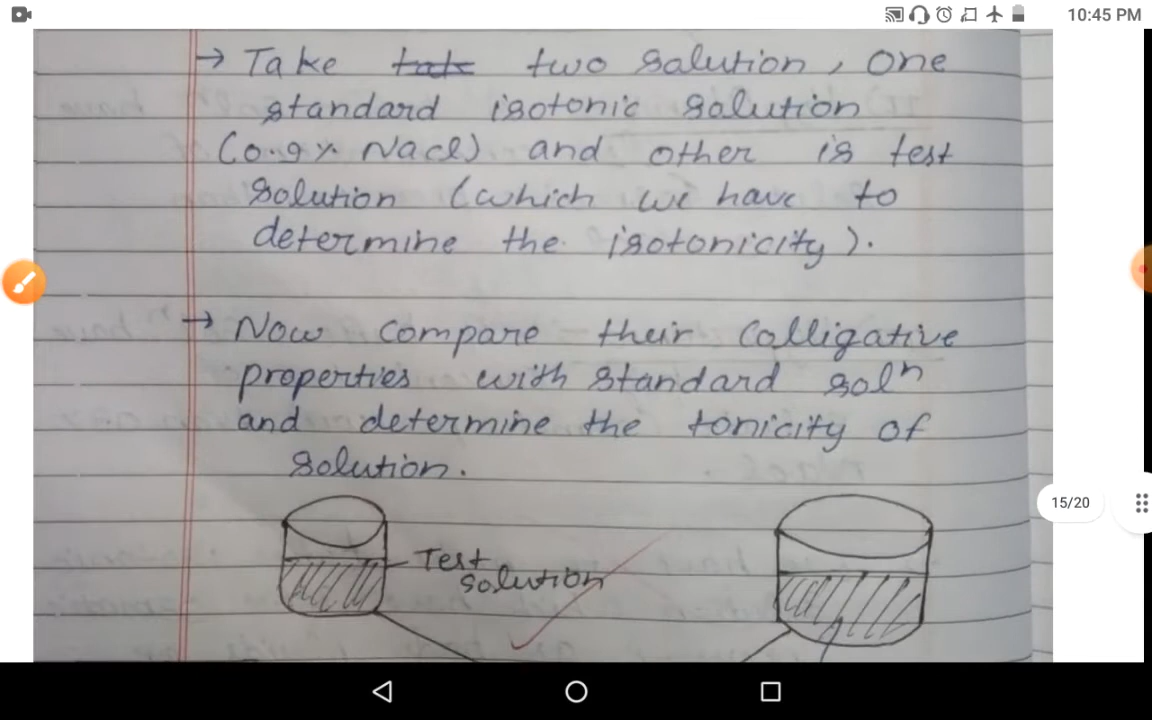 10:45 PM
→ Take two solution, One
standard isotonic solution
(0.9% NaCl) and other is test
solution (which we have to
determine the isotonicity).
→ Now compare their Colligative
properties with standard solⁿ
and determine the tonicity of
solution.
15/20
Test
solution